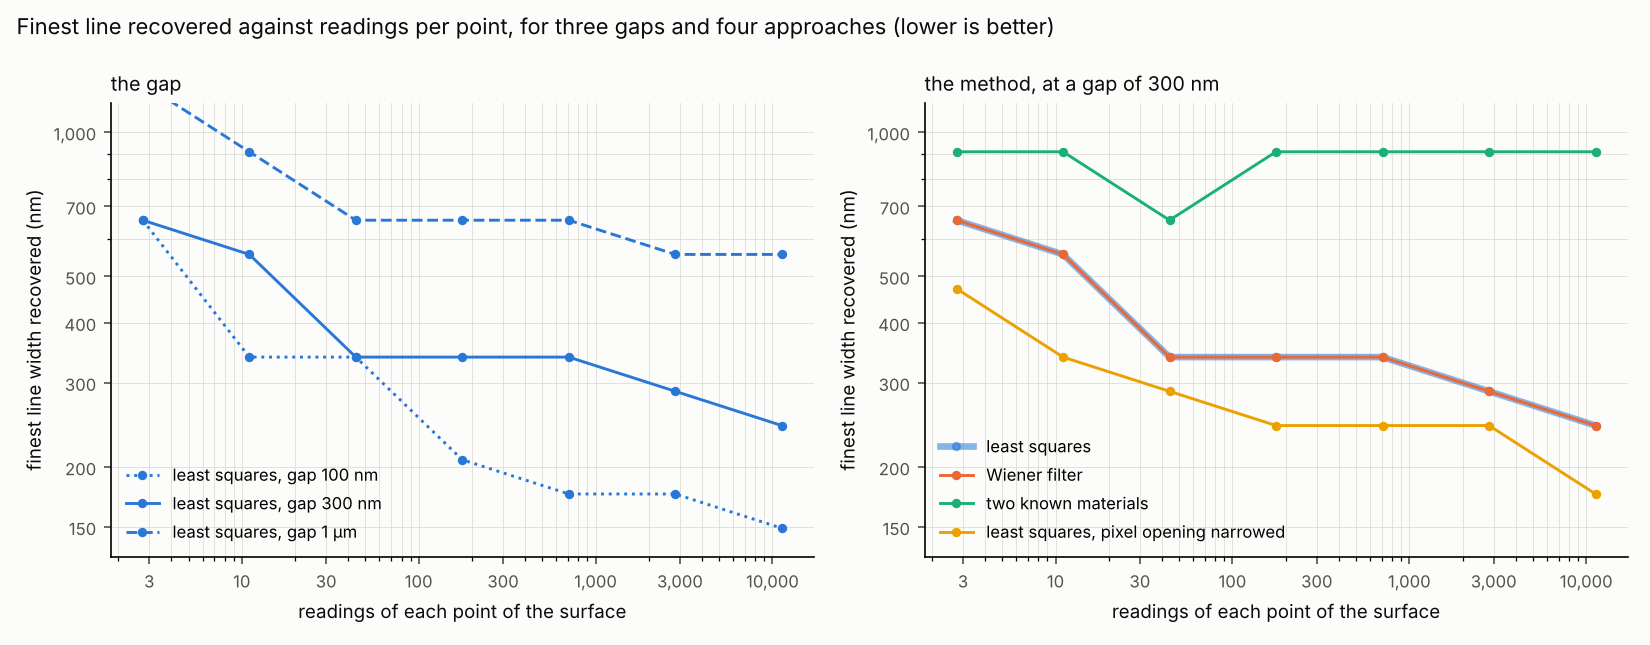 Finest line recovered against readings per point, for three gaps and four approaches (lower is better)
the gap
finest line width recovered (nm)
1,000
700
500
400
300
200
150
least squares, gap 100 nm
least squares, gap 300 nm
least squares, gap 1 µm
3 10 30 100 300 1,000 3,000 10,000
readings of each point of the surface
the method, at a gap of 300 nm
finest line width recovered (nm)
1,000
700
500
400
300
200
150
least squares
Wiener filter
two known materials
least squares, pixel opening narrowed
3 10 30 100 300 1,000 3,000 10,000
readings of each point of the surface